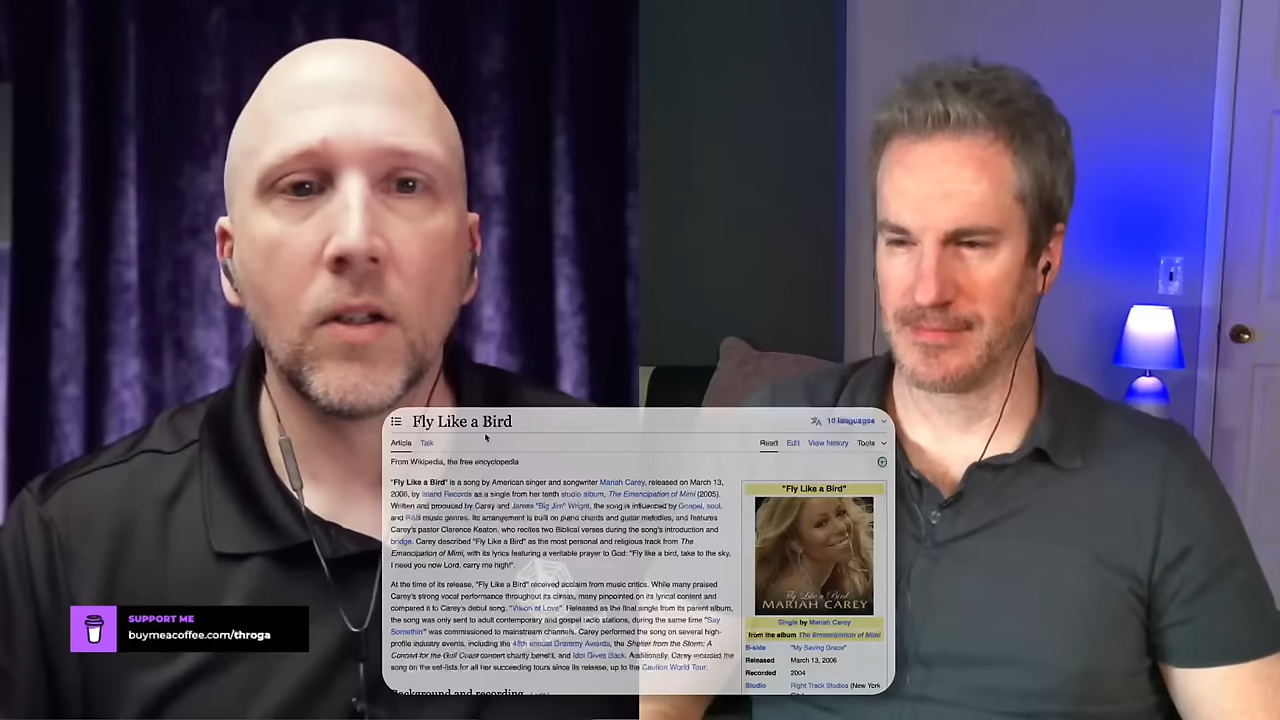 Fly Like a Bird
10 languages
Article Talk
Read Edit View history Tools
From Wikipedia, the free encyclopedia
"Fly Like a Bird" is a song by American singer and songwriter Mariah Carey, released on March 13,
2006, by Island Records as a single from her tenth studio album, The Emancipation of Mimi (2005).
Written and produced by Carey and James "Big Jim" Wright, the song is influenced by Gospel, soul,
and R&B music genres. Its arrangement is built on piano chords and guitar melodies, and features
Carey's pastor Clarence Keaton, who recites two Biblical verses during the song's introduction and
bridge. Carey described "Fly Like a Bird" as the most personal and religious track from The
Emancipation of Mimi, with its lyrics featuring a veritable prayer to God: "Fly like a bird, take to the sky,
I need you now Lord, carry me high!".
At the time of its release, "Fly Like a Bird" received acclaim from music critics. While many praised
Carey's strong vocal performance throughout its climax, many pinpointed on its lyrical content and
compared it to Carey's debut song, "Vision of Love". Released as the final single from its parent album,
the song was only sent to adult contemporary and gospel radio stations, during the same time "Say
Somethin'" was commissioned to mainstream channels. Carey performed the song on several high-
profile industry events, including the 48th annual Grammy Awards, the Shelter from the Storm: A
Concert for the Gulf Coast concert charity benefit, and Idol Gives Back. Additionally, Carey included the
song on the set-lists for all her succeeding tours since its release, up to the Caution World Tour.
Background and recording
"Fly Like a Bird"
Fly Like a Bird
MARIAH CAREY
Single by Mariah Carey
from the album The Emancipation of Mimi
B-side "My Saving Grace"
Released March 13, 2006
Recorded 2004
Studio Right Track Studios (New York
SUPPORT ME
buymeacoffee.com/throga